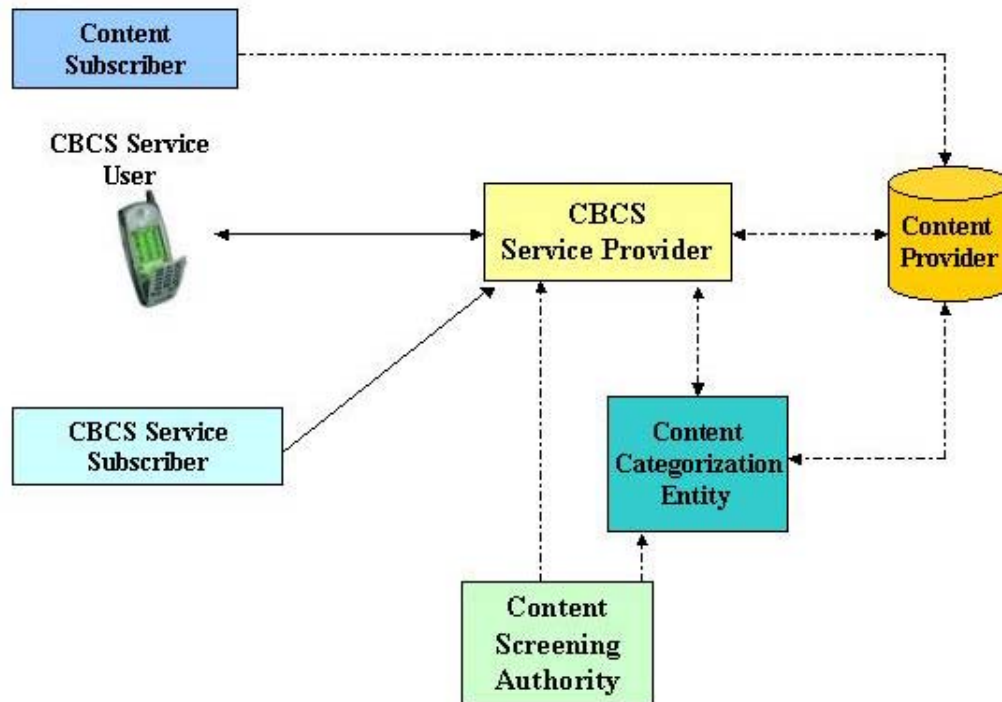 Content
Subscriber
CBCS Service
User
CBCS
Service Provider
Content
Provider
CBCS Service
Subscriber
Content
Categorization
Entity
Content
Screening
Authority